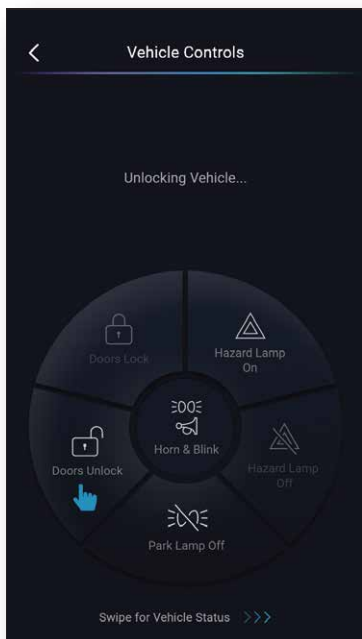 Vehicle Controls
Unlocking Vehicle...
Doors Lock
Hazard Lamp
On
Horn & Blink
Doors Unlock
Hazard Lamp
Off
Park Lamp Off
Swipe for Vehicle Status >>>